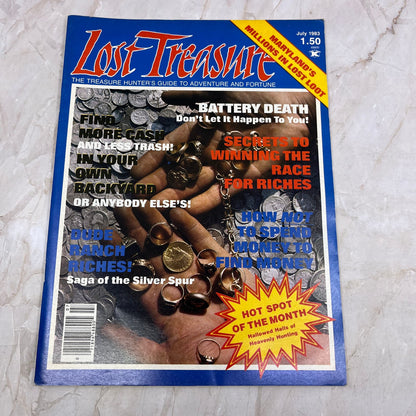 Lost Treasure
July 1983
1.50
THE TREASURE HUNTER'S GUIDE TO ADVENTURE AND FORTUNE
MARYLAND'S
MILLIONS IN LOST LOOT
BATTERY DEATH
Don't Let It Happen To You!
FIND
MORE CASH
AND LESS TRASH!
IN YOUR
OWN
BACKYARD
OR ANYBODY ELSE'S!
SECRETS TO
WINNING THE
RACE
FOR RICHES
DUDE
RANCH
RICHES!
Saga of the Silver Spur
HOW NOT
TO SPEND
MONEY TO
FIND MONEY
HOT SPOT
OF THE MONTH
Hallowed Halls of
Heavenly Hunting